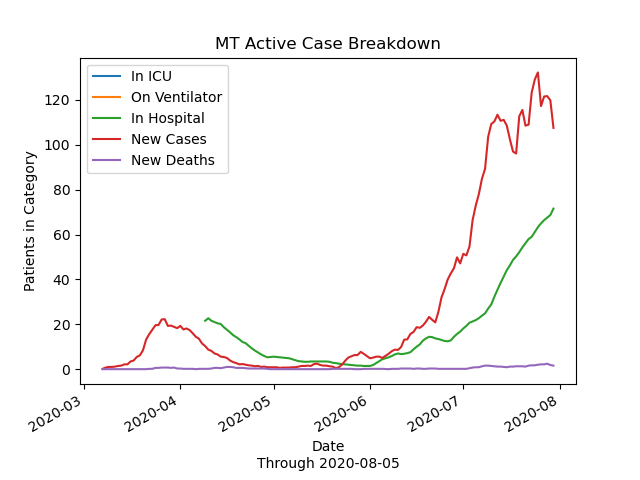 MT Active Case Breakdown
In ICU
On Ventilator
In Hospital
New Cases
New Deaths
Patients in Category
120
100
80
60
40
20
0
2020-03
2020-04
2020-05
2020-06
2020-07
2020-08
Date
Through 2020-08-05